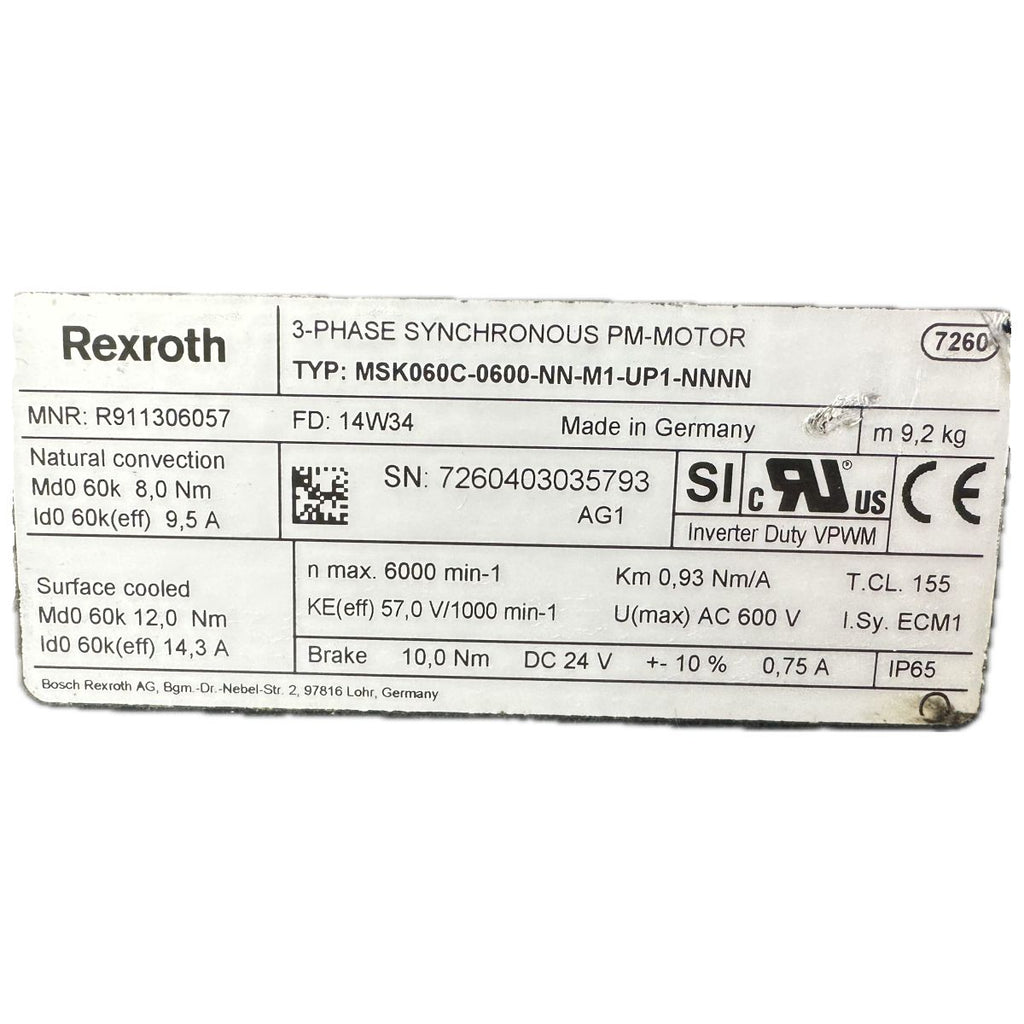 Rexroth
3-PHASE SYNCHRONOUS PM-MOTOR
7260
TYP: MSK060C-0600-NN-M1-UP1-NNNN
MNR: R911306057
FD: 14W34
Made in Germany
m 9,2 kg
Natural convection
Md0 60k 8,0 Nm
Id0 60k(eff) 9,5 A
SN: 7260403035793
AG1
SI
c RU US
®
CE
Inverter Duty VPWM
Surface cooled
Md0 60k 12,0 Nm
Id0 60k(eff) 14,3 A
n max. 6000 min-1
Km 0,93 Nm/A
T.CL. 155
KE(eff) 57,0 V/1000 min-1
U(max) AC 600 V
I.Sy. ECM1
Brake 10,0 Nm DC 24 V +- 10 % 0,75 A
IP65
Bosch Rexroth AG, Bgm.-Dr.-Nebel-Str. 2, 97816 Lohr, Germany